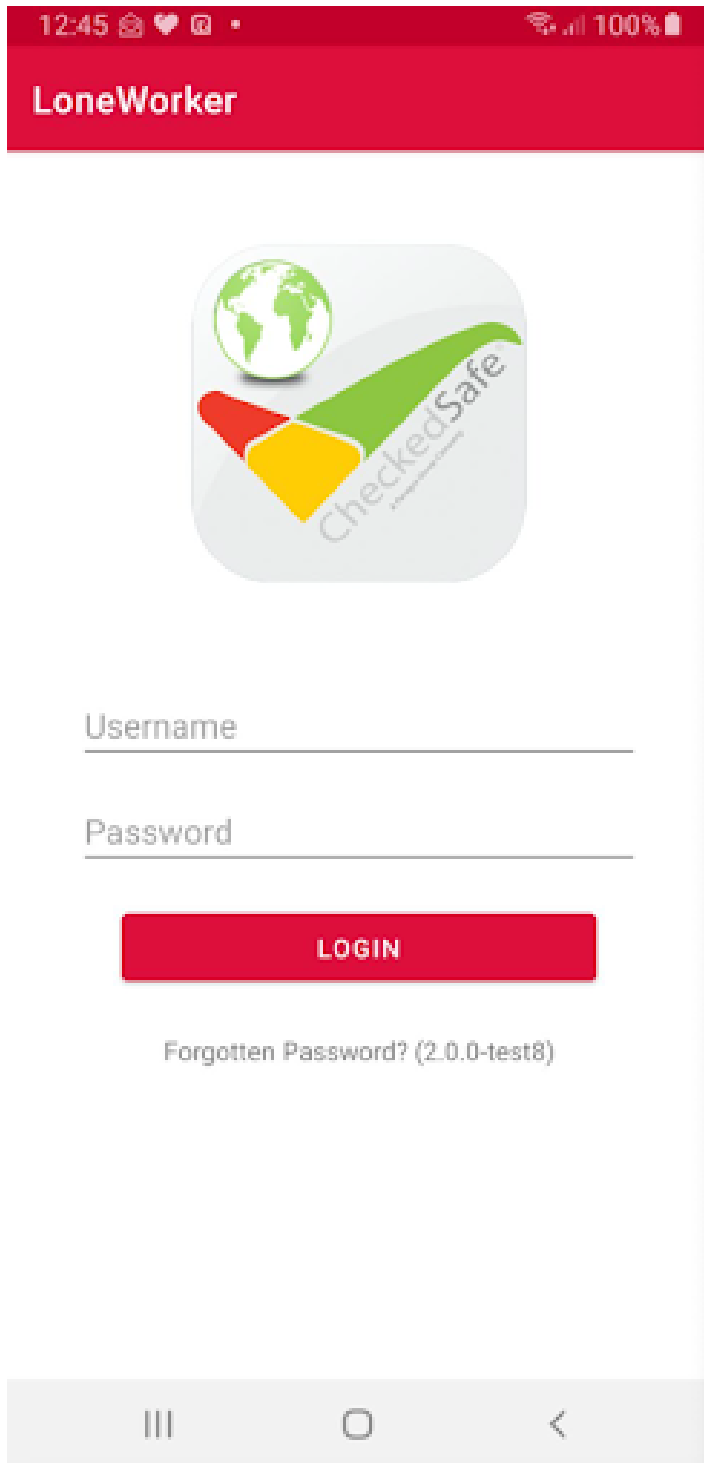 12:45
100%
LoneWorker
CheckedSafe
Username
Password
LOGIN
Forgotten Password? (2.0.0-test8)